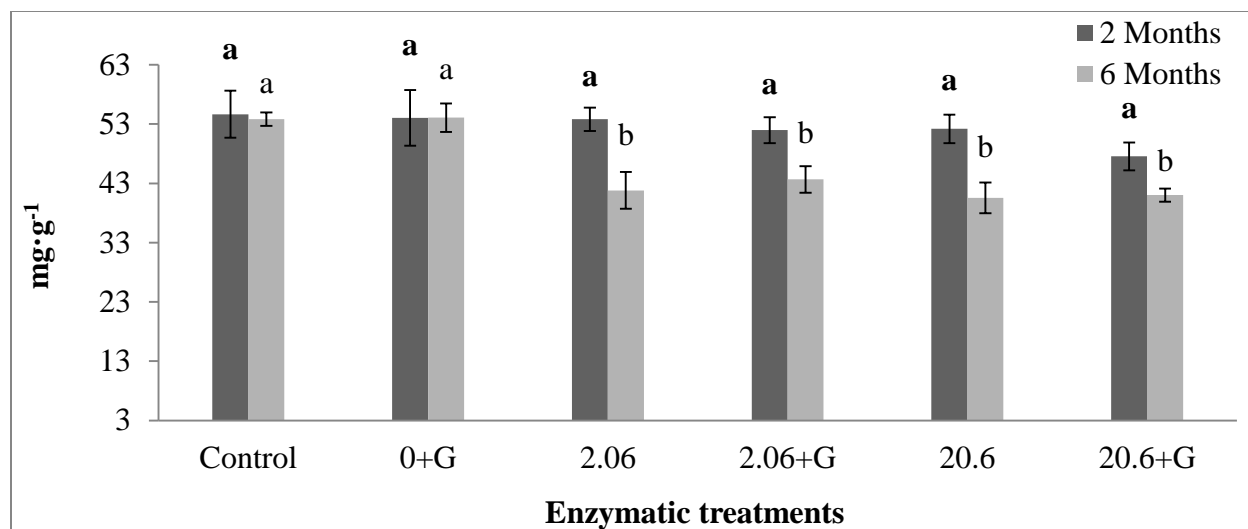 2 Months
6 Months
a a a a a b a b a b a b
63
53
43
33
23
13
3
mg·g⁻¹
Control 0+G 2.06 2.06+G 20.6 20.6+G
Enzymatic treatments